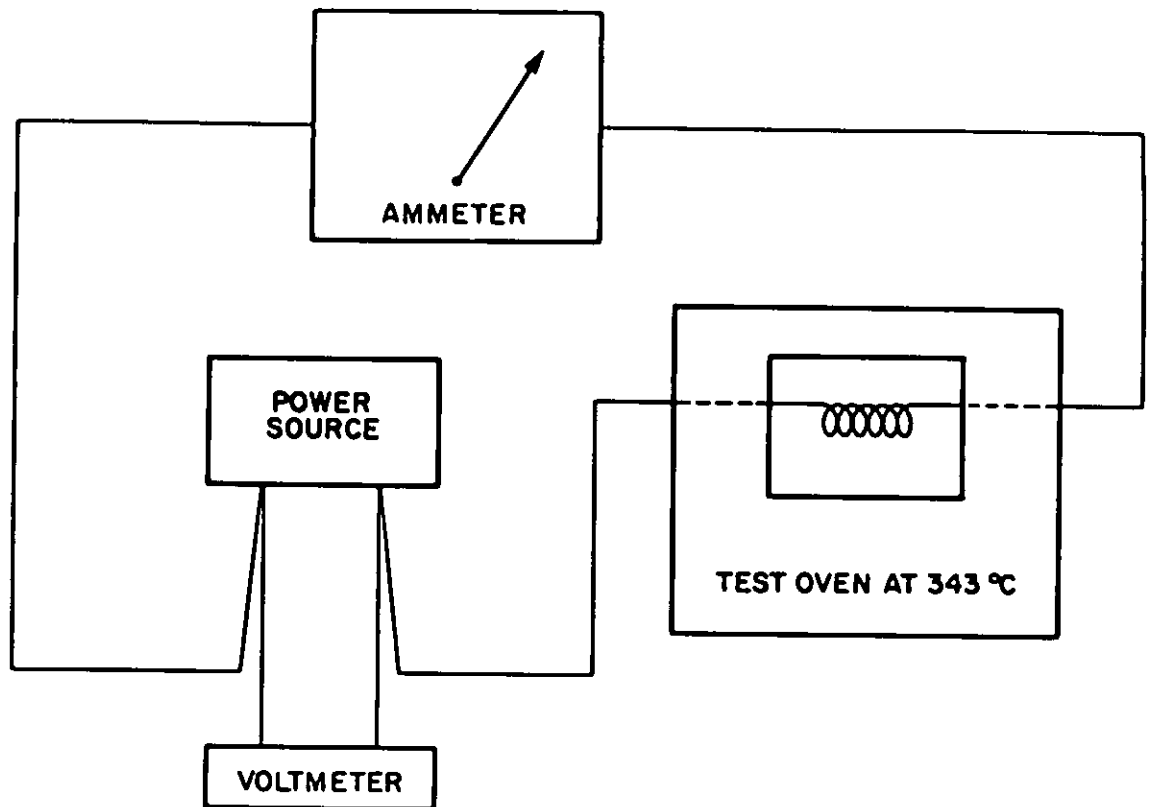 AMMETER
POWER
SOURCE
TEST OVEN AT 343 °C
VOLTMETER